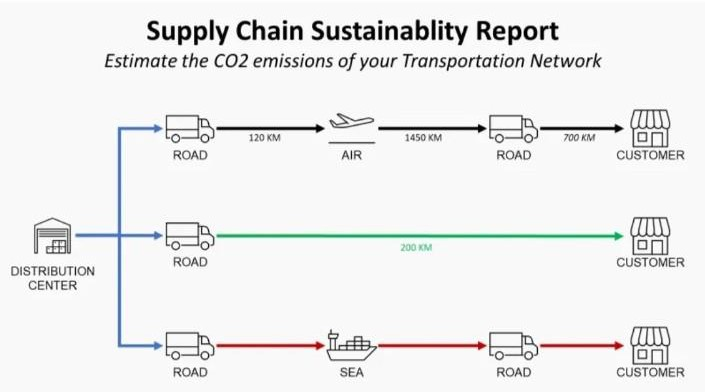 Supply Chain Sustainablity Report
Estimate the CO2 emissions of your Transportation Network
120 KM
1450 KM
700 KM
ROAD
AIR
ROAD
CUSTOMER
200 KM
DISTRIBUTION
CENTER
ROAD
CUSTOMER
ROAD
SEA
ROAD
CUSTOMER